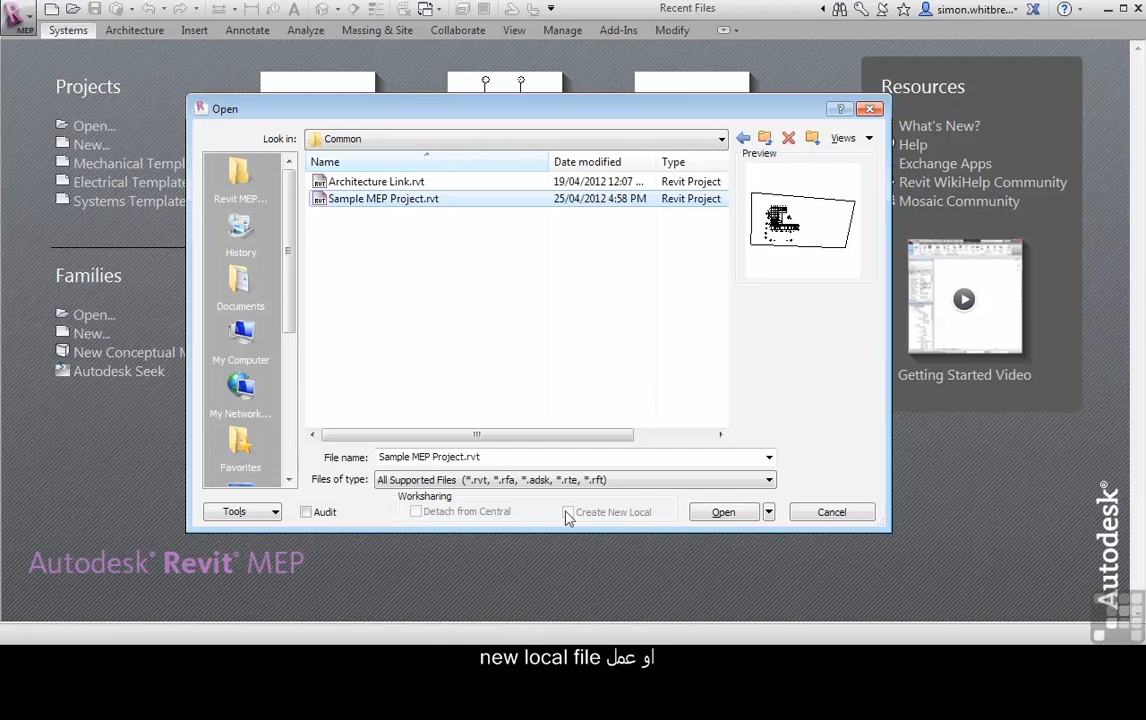 MEP
Recent Files
simon.whitbre...
Systems
Architecture
Insert
Annotate
Analyze
Massing & Site
Collaborate
View
Manage
Add-Ins
Modify
Projects
Open...
New...
Mechanical Templ
Electrical Template
Systems Template
Families
Open...
New...
New Conceptual M
Autodesk Seek
Open
Look in:
Common
Views
Name
Date modified
Type
Architecture Link.rvt
19/04/2012 12:07 ...
Revit Project
Sample MEP Project.rvt
25/04/2012 4:58 PM
Revit Project
Revit MEP...
History
Documents
My Computer
My Network...
Favorites
Preview
File name:
Sample MEP Project.rvt
Files of type:
All Supported Files (*.rvt, *.rfa, *.adsk, *.rte, *.rft)
Worksharing
Tools
Audit
Detach from Central
Create New Local
Open
Cancel
Resources
What's New?
Help
Exchange Apps
Revit WikiHelp Community
Mosaic Community
Getting Started Video
Autodesk® Revit® MEP
Autodesk®
او عمل new local file